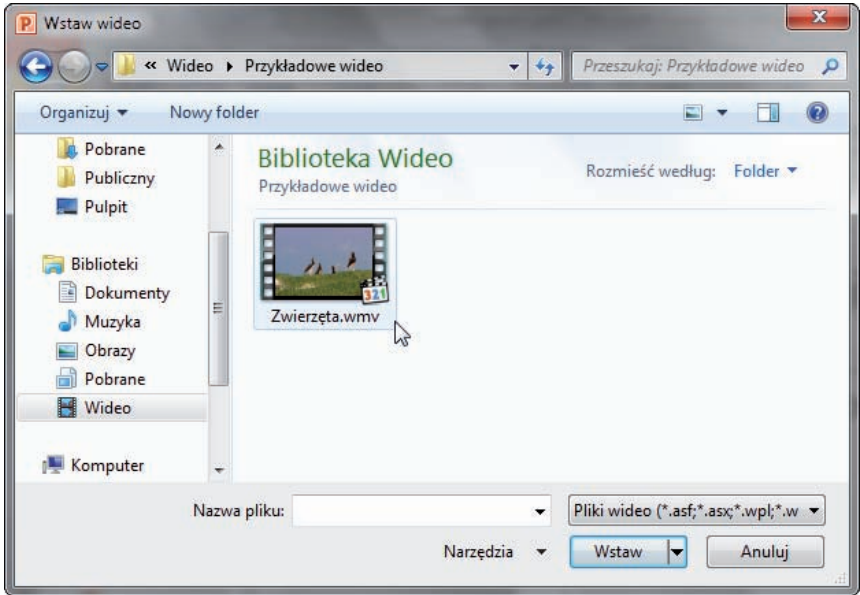 Wstaw wideo
« Wideo Przykładowe wideo
Przeszukaj: Przykładowe wideo
Organizuj Nowy folder
Pobrane
Publiczny
Pulpit
Biblioteki
Dokumenty
Muzyka
Obrazy
Pobrane
Wideo
Komputer
Biblioteka Wideo
Przykładowe wideo
Rozmieść według: Folder
321
Zwierzęta.wmv
Nazwa pliku:
Pliki wideo (*.asf;*.asx;*.wpl;*.w
Narzędzia Wstaw Anuluj